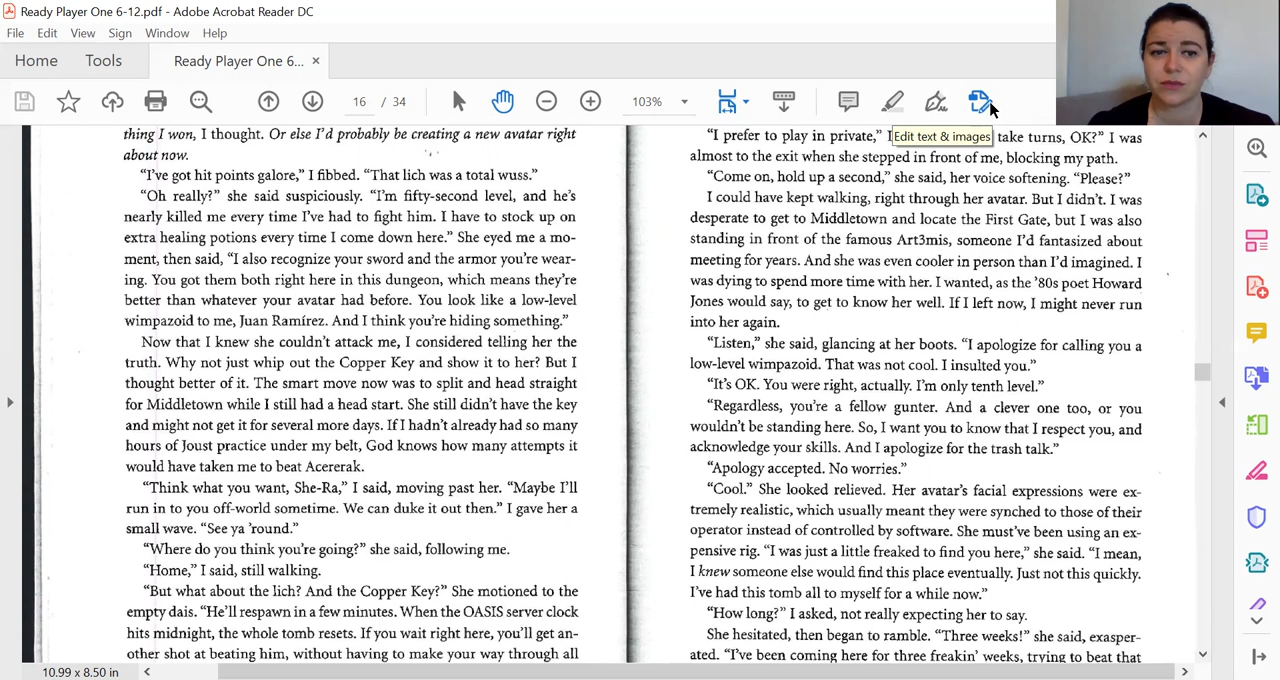 Ready Player One 6-12.pdf - Adobe Acrobat Reader DC
File Edit View Sign Window Help
Home Tools Ready Player One 6... ×
16 / 34 103%
Edit text & images
thing I won, I thought. Or else I'd probably be creating a new avatar right
about now.
"I've got hit points galore," I fibbed. "That lich was a total wuss."
"Oh really?" she said suspiciously. "I'm fifty-second level, and he's
nearly killed me every time I've had to fight him. I have to stock up on
extra healing potions every time I come down here." She eyed me a mo-
ment, then said, "I also recognize your sword and the armor you're wear-
ing. You got them both right here in this dungeon, which means they're
better than whatever your avatar had before. You look like a low-level
wimpazoid to me, Juan Ramírez. And I think you're hiding something."
Now that I knew she couldn't attack me, I considered telling her the
truth. Why not just whip out the Copper Key and show it to her? But I
thought better of it. The smart move now was to split and head straight
for Middletown while I still had a head start. She still didn't have the key
and might not get it for several more days. If I hadn't already had so many
hours of Joust practice under my belt, God knows how many attempts it
would have taken me to beat Acererak.
"Think what you want, She-Ra," I said, moving past her. "Maybe I'll
run in to you off-world sometime. We can duke it out then." I gave her a
small wave. "See ya 'round."
"Where do you think you're going?" she said, following me.
"Home," I said, still walking.
"But what about the lich? And the Copper Key?" She motioned to the
empty dais. "He'll respawn in a few minutes. When the OASIS server clock
hits midnight, the whole tomb resets. If you wait right here, you'll get an-
other shot at beating him, without having to make your way through all
"I prefer to play in private," I take turns, OK?" I was
almost to the exit when she stepped in front of me, blocking my path.
"Come on, hold up a second," she said, her voice softening. "Please?"
I could have kept walking, right through her avatar. But I didn't. I was
desperate to get to Middletown and locate the First Gate, but I was also
standing in front of the famous Art3mis, someone I'd fantasized about
meeting for years. And she was even cooler in person than I'd imagined. I
was dying to spend more time with her. I wanted, as the '80s poet Howard
Jones would say, to get to know her well. If I left now, I might never run
into her again.
"Listen," she said, glancing at her boots. "I apologize for calling you a
low-level wimpazoid. That was not cool. I insulted you."
"It's OK. You were right, actually. I'm only tenth level."
"Regardless, you're a fellow gunter. And a clever one too, or you
wouldn't be standing here. So, I want you to know that I respect you, and
acknowledge your skills. And I apologize for the trash talk."
"Apology accepted. No worries."
"Cool." She looked relieved. Her avatar's facial expressions were ex-
tremely realistic, which usually meant they were synched to those of their
operator instead of controlled by software. She must've been using an ex-
pensive rig. "I was just a little freaked to find you here," she said. "I mean,
I knew someone else would find this place eventually. Just not this quickly.
I've had this tomb all to myself for a while now."
"How long?" I asked, not really expecting her to say.
She hesitated, then began to ramble. "Three weeks!" she said, exasper-
ated. "I've been coming here for three freakin' weeks, trying to beat that
10.99 x 8.50 in